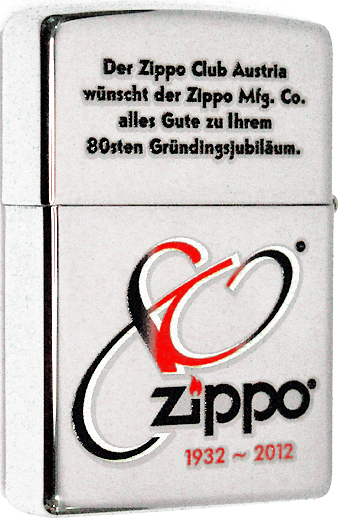 Der Zippo Club Austria
wünscht der Zippo Mfg. Co.
alles Gute zu Ihrem
80sten Gründingsjubiläum.
80
zippo®
1932 ~ 2012